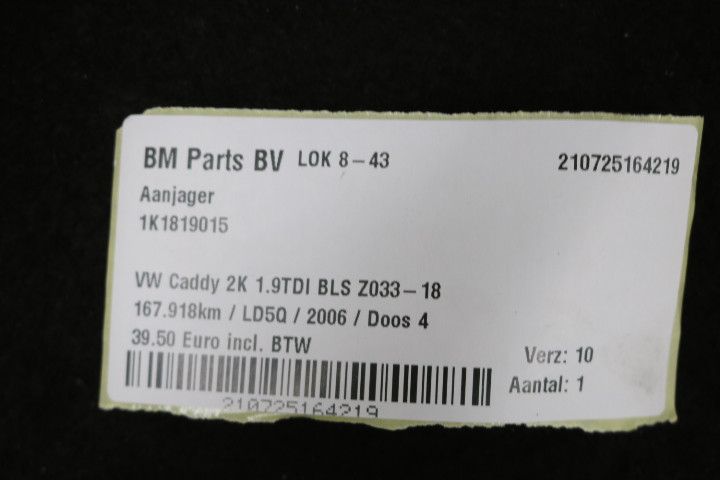 BM Parts BV LOK 8-43 210725164219
Aanjager
1K1819015
VW Caddy 2K 1.9TDI BLS Z033-18
167.918km / LD5Q / 2006 / Doos 4
39.50 Euro incl. BTW
Verz: 10
Aantal: 1
210725164219